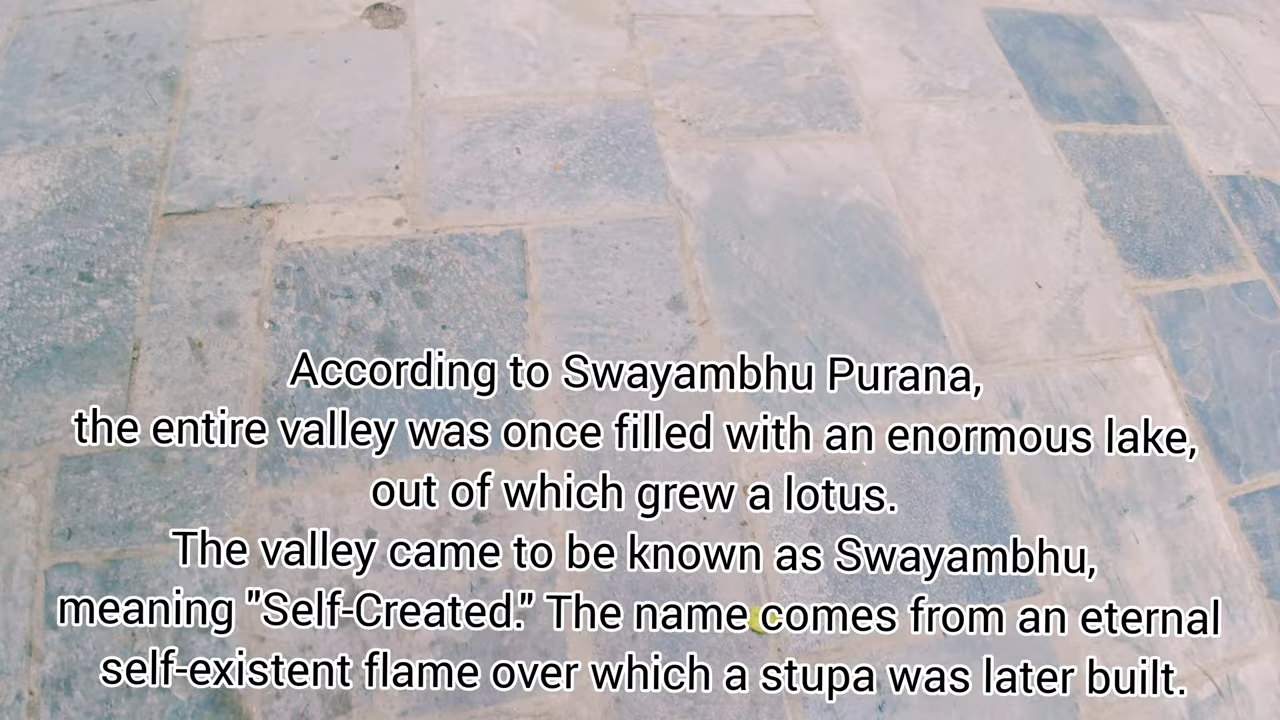 According to Swayambhu Purana,
the entire valley was once filled with an enormous lake,
out of which grew a lotus.
The valley came to be known as Swayambhu,
meaning "Self-Created." The name comes from an eternal
self-existent flame over which a stupa was later built.